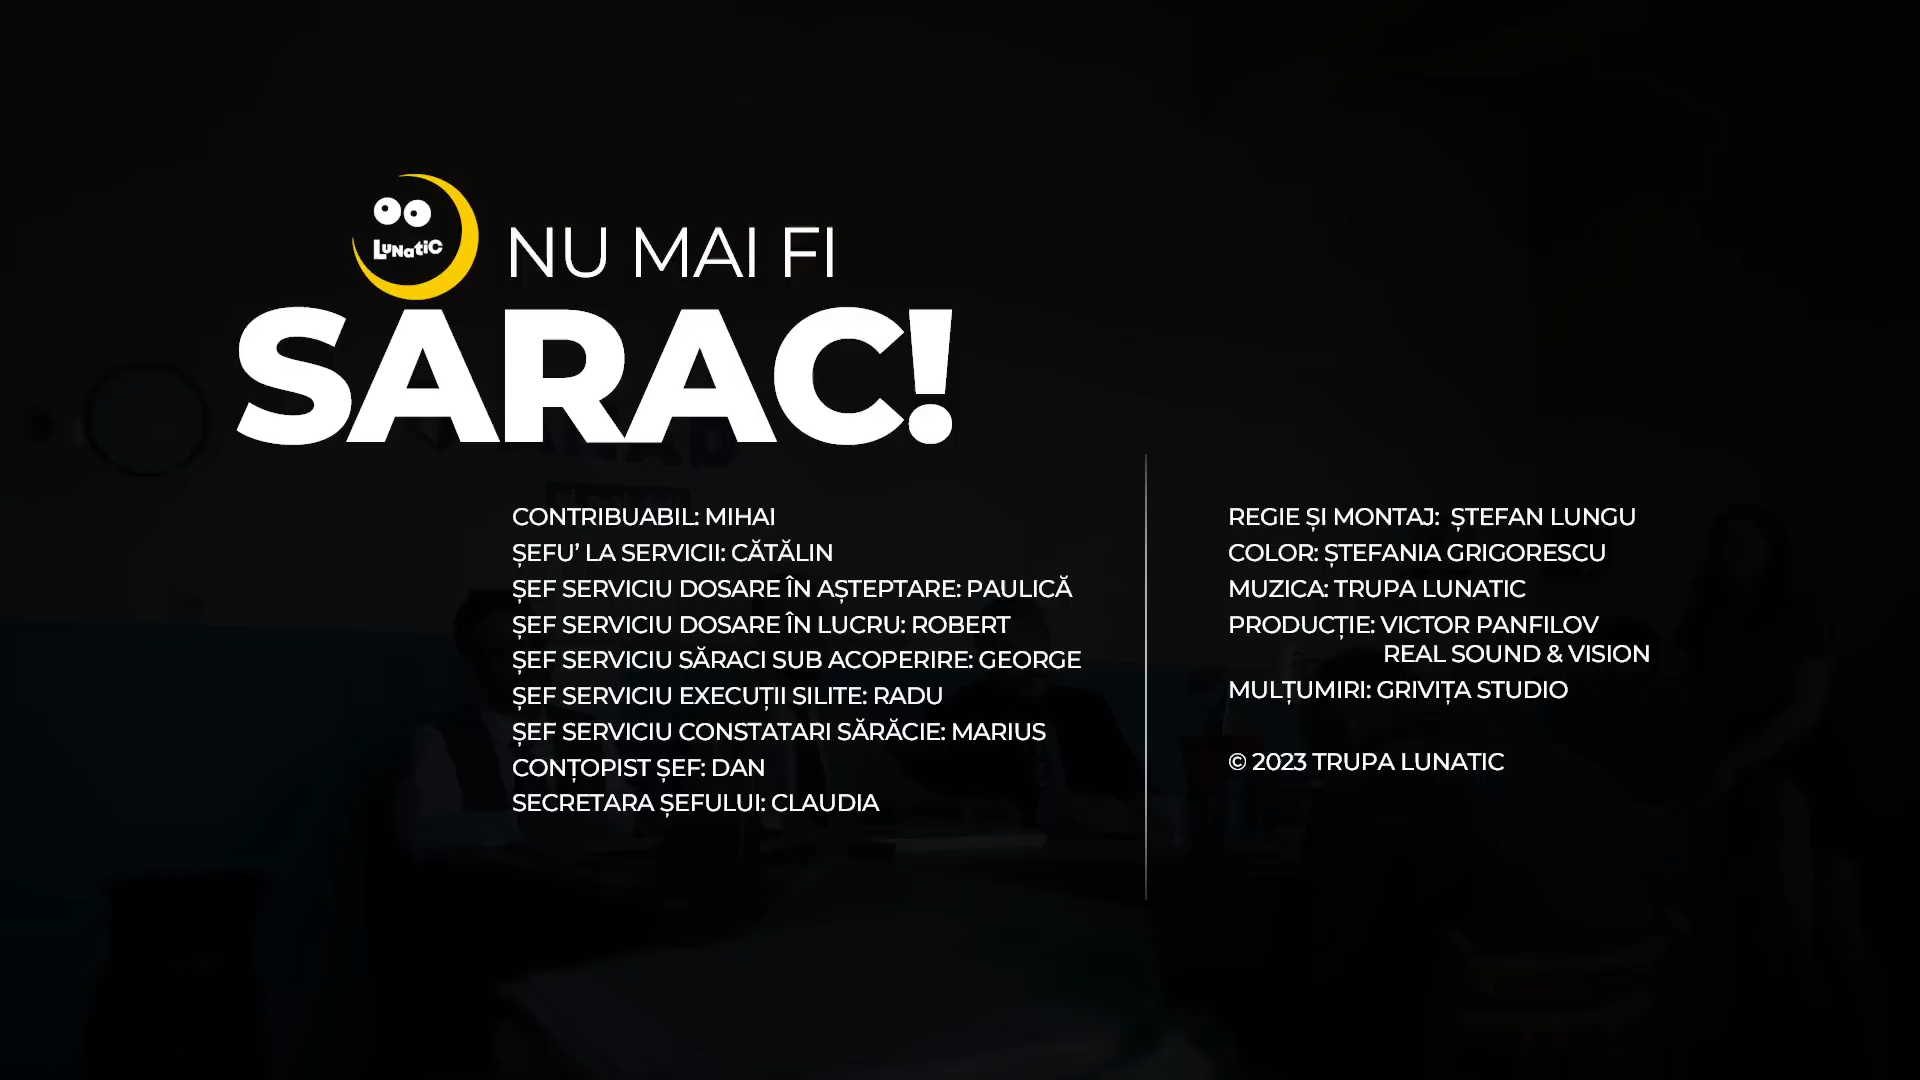 LUNatiC
NU MAI FI
SARAC!
CONTRIBUABIL: MIHAI
ȘEFU’ LA SERVICII: CĂTĂLIN
ȘEF SERVICIU DOSARE ÎN AȘTEPTARE: PAULICĂ
ȘEF SERVICIU DOSARE ÎN LUCRU: ROBERT
ȘEF SERVICIU SĂRACI SUB ACOPERIRE: GEORGE
ȘEF SERVICIU EXECUȚII SILITE: RADU
ȘEF SERVICIU CONSTATARI SĂRĂCIE: MARIUS
CONȚOPIST ȘEF: DAN
SECRETARA ȘEFULUI: CLAUDIA
REGIE ȘI MONTAJ: ȘTEFAN LUNGU
COLOR: ȘTEFANIA GRIGORESCU
MUZICA: TRUPA LUNATIC
PRODUCȚIE: VICTOR PANFILOV
REAL SOUND & VISION
MULȚUMIRI: GRIVIȚA STUDIO
© 2023 TRUPA LUNATIC